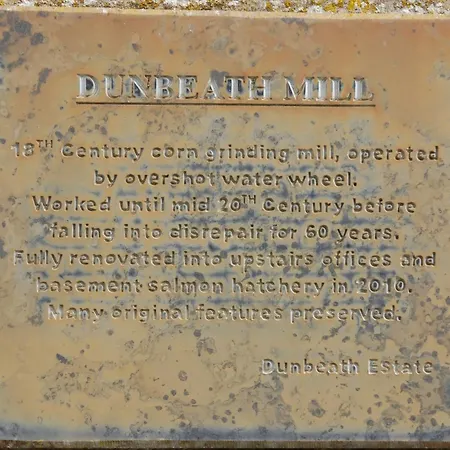 DUNBEATH MILL
18TH Century corn grinding mill, operated
by overshot water wheel.
Worked until mid 20TH Century before
falling into disrepair for 60 years.
Fully renovated into upstairs offices and
basement salmon hatchery in 2010.
Many original features preserved.
Dunbeath Estate